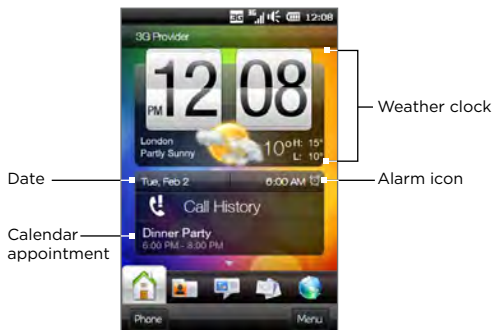 3G 3G 12:08
3G Provider
PM 12 08
London
Partly Sunny
10° H: 15°
L: 10°
Weather clock
Date
Tue, Feb 2
6:00 AM
Alarm icon
Call History
Calendar
appointment
Dinner Party
6:00 PM - 8:00 PM
Phone
Menu